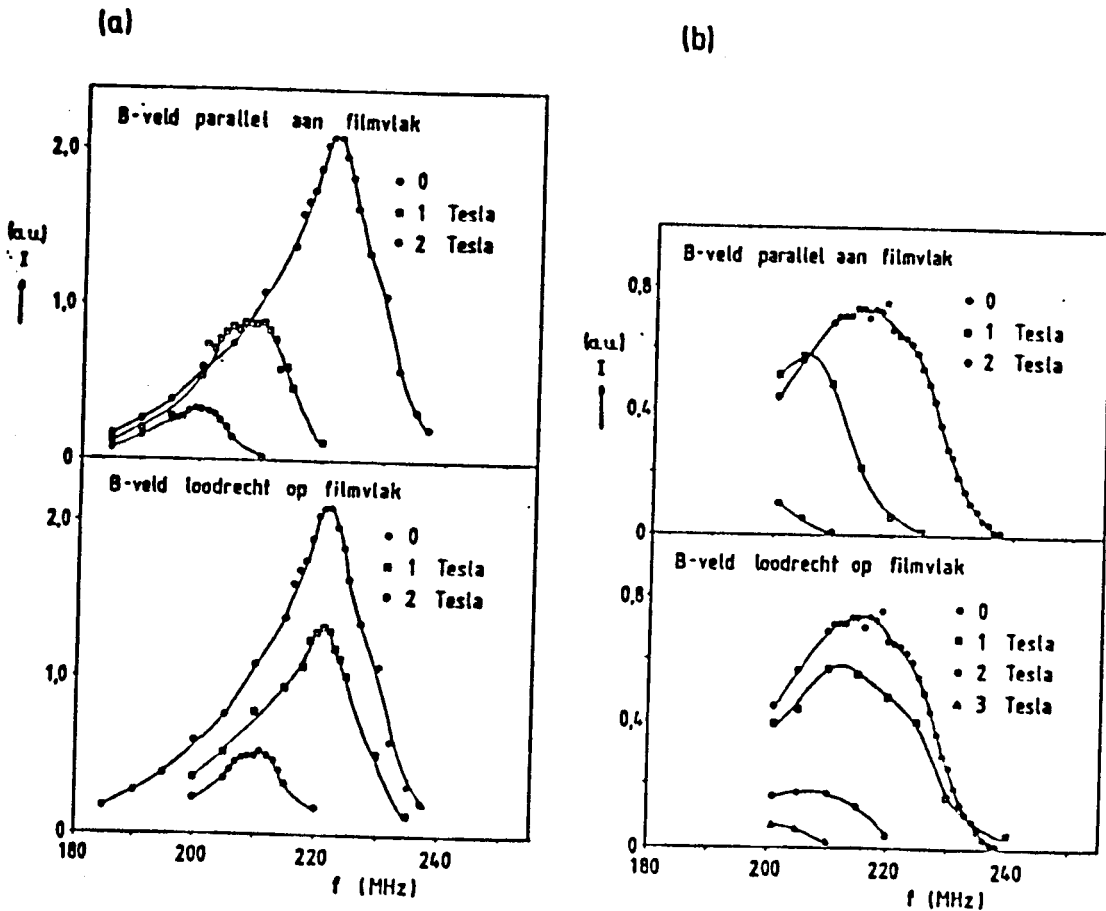 (a)
B-veld parallel aan filmvlak
0
1 Tesla
2 Tesla
2,0
1,0
0
(a.u.)
I
B-veld loodrecht op filmvlak
0
1 Tesla
2 Tesla
2,0
1,0
0
180
200
220
240
f (MHz)
(b)
B-veld parallel aan filmvlak
0
1 Tesla
2 Tesla
0,8
0,4
0
(a.u.)
I
B-veld loodrecht op filmvlak
0
1 Tesla
2 Tesla
3 Tesla
0,8
0,4
0
180
200
220
240
f (MHz)